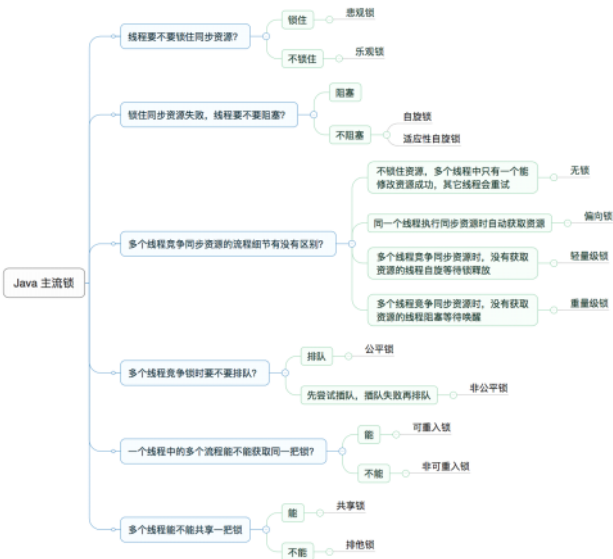 Java 主流锁
线程要不要锁住同步资源？
锁住
悲观锁
不锁住
乐观锁
锁住同步资源失败，线程要不要阻塞？
阻塞
不阻塞
自旋锁
适应性自旋锁
多个线程竞争同步资源的流程细节有没有区别？
不锁住资源，多个线程中只有一个能
修改资源成功，其它线程会重试
无锁
同一个线程执行同步资源时自动获取资源
偏向锁
多个线程竞争同步资源时，没有获取
资源的线程自旋等待锁释放
轻量级锁
多个线程竞争同步资源时，没有获取
资源的线程阻塞等待唤醒
重量级锁
多个线程竞争锁时要不要排队？
排队
公平锁
先尝试插队，插队失败再排队
非公平锁
一个线程中的多个流程能不能获取同一把锁？
能
可重入锁
不能
非可重入锁
多个线程能不能共享一把锁
能
共享锁
不能
排他锁